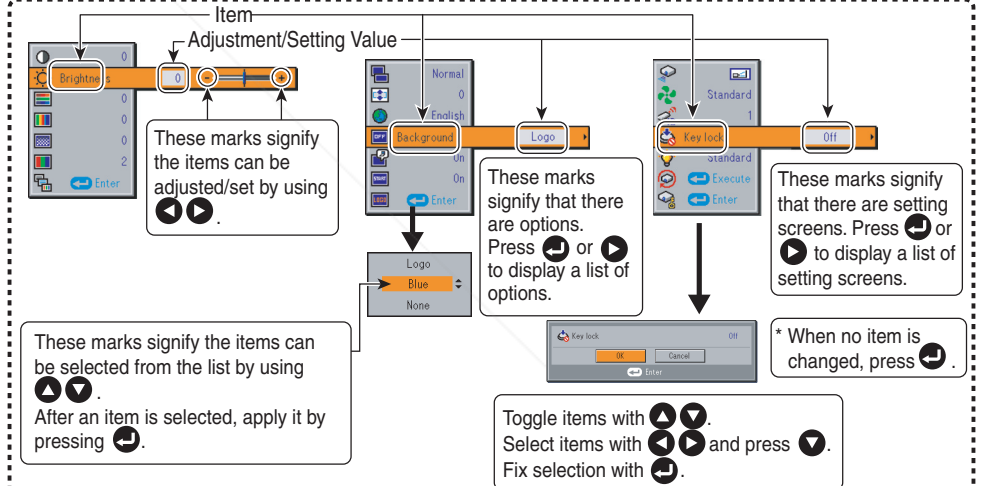 Item
Adjustment/Setting Value
0
Brightness 0 - +
0
0
0
2
Enter
These marks signify
the items can be
adjusted/set by using
.
Normal
0
English
OFF Background Logo
On
START On
LOGO Enter
These marks
signify that there
are options.
Press or
to display a list of
options.
Logo
Blue
None
Standard
1
Key lock Off
Standard
Execute
Enter
These marks signify
that there are setting
screens. Press or
to display a list of
setting screens.
Key lock Off
OK Cancel
Enter
* When no item is
changed, press .
These marks signify the items can
be selected from the list by using
.
After an item is selected, apply it by
pressing .
Toggle items with .
Select items with and press .
Fix selection with .